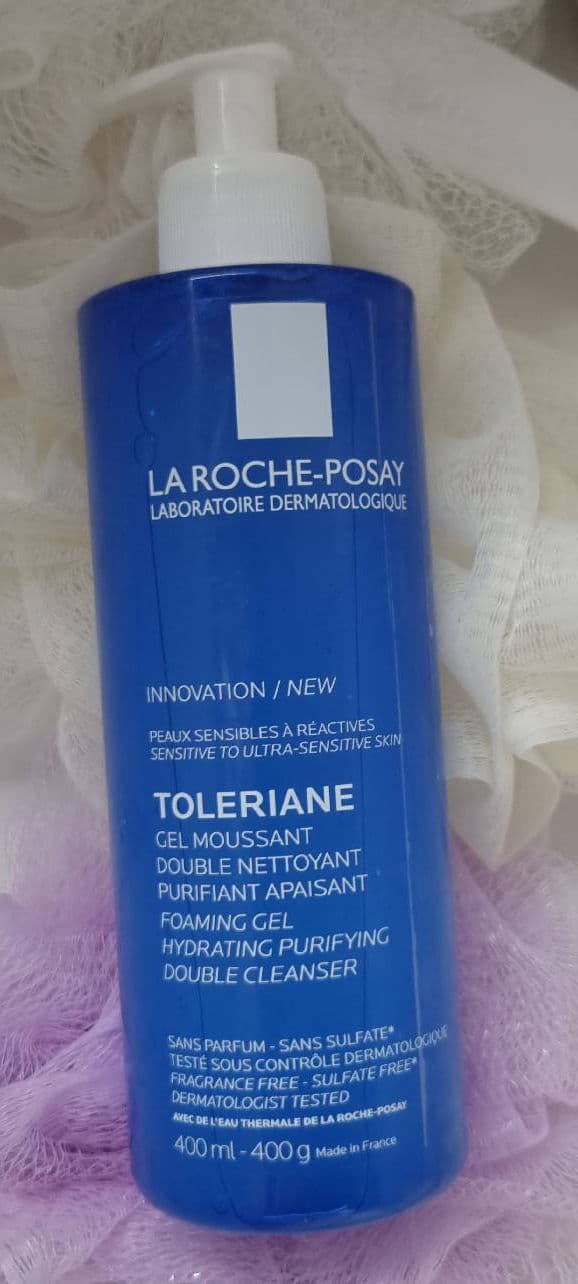 LA ROCHE-POSAY
LABORATOIRE DERMATOLOGIQUE
INNOVATION / NEW
PEAUX SENSIBLES À RÉACTIVES
SENSITIVE TO ULTRA-SENSITIVE SKIN
TOLERIANE
GEL MOUSSANT
DOUBLE NETTOYANT
PURIFIANT APAISANT
FOAMING GEL
HYDRATING PURIFYING
DOUBLE CLEANSER
SANS PARFUM - SANS SULFATE*
TESTÉ SOUS CONTRÔLE DERMATOLOGIQUE
FRAGRANCE FREE - SULFATE FREE*
DERMATOLOGIST TESTED
AVEC DE L'EAU THERMALE DE LA ROCHE-POSAY
400 ml - 400 g Made in France